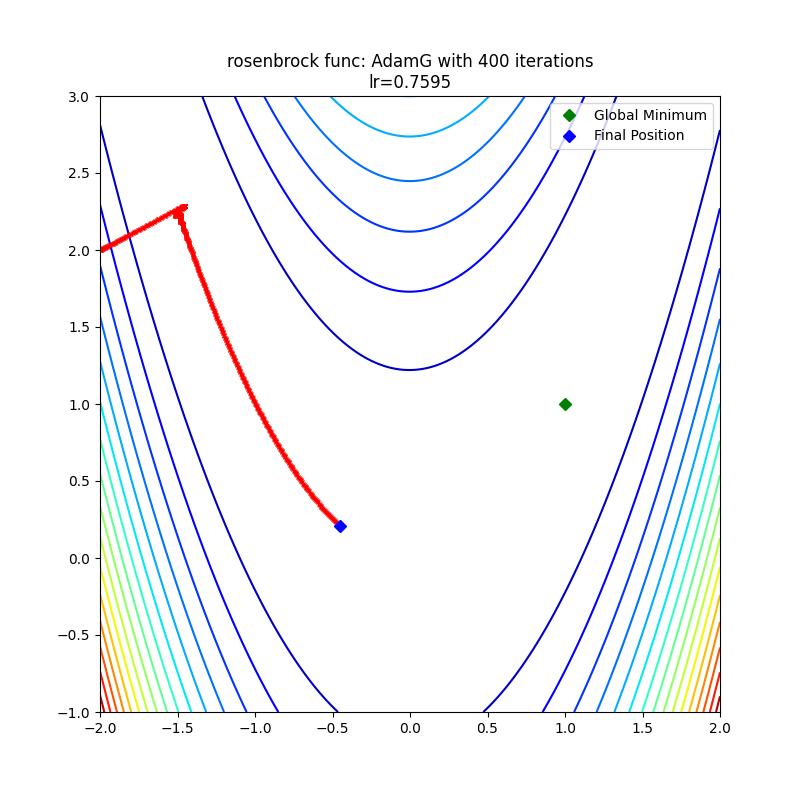 rosenbrock func: AdamG with 400 iterations
lr=0.7595
Global Minimum
Final Position
3.0
2.5
2.0
1.5
1.0
0.5
0.0
−0.5
−1.0
−2.0 −1.5 −1.0 −0.5 0.0 0.5 1.0 1.5 2.0